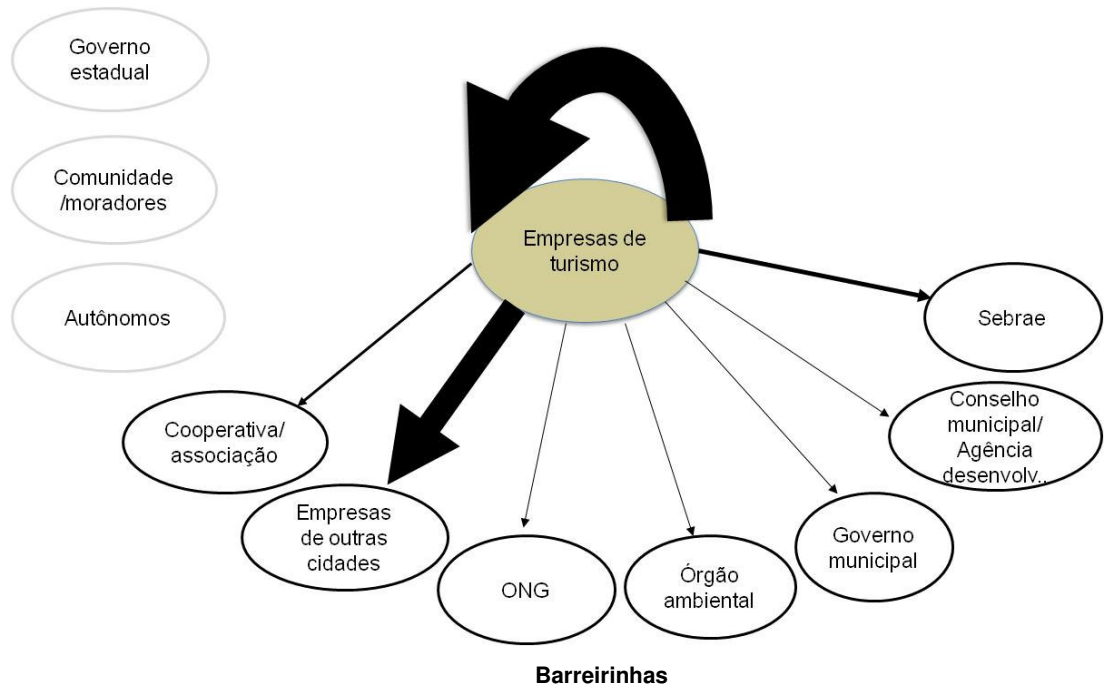 Governo
estadual
Comunidade
/moradores
Autônomos
Empresas de
turismo
Sebrae
Conselho
municipal/
Agência
desenvolv..
Cooperativa/
associação
Empresas
de outras
cidades
ONG
Órgão
ambiental
Governo
municipal
Barreirinhas